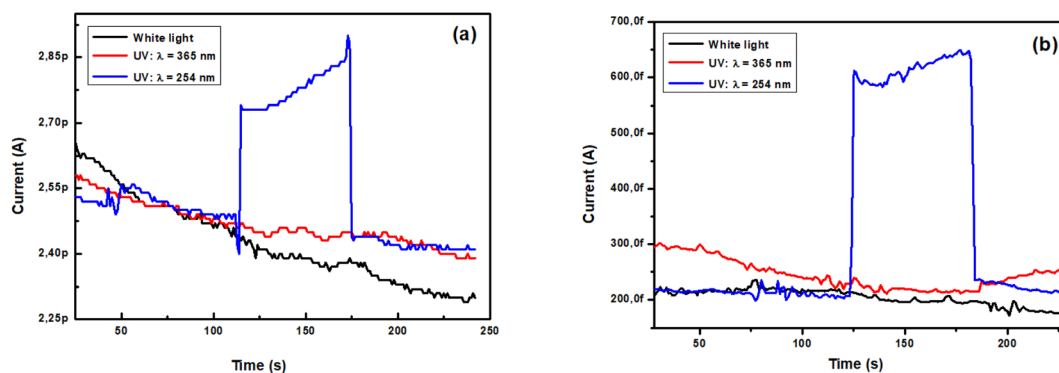 (a)
White light
UV: λ = 365 nm
UV: λ = 254 nm
Current (A)
2,85p
2,70p
2,55p
2,40p
2,25p
50 100 150 200 250
Time (s)
(b)
White light
UV: λ = 365 nm
UV: λ = 254 nm
Current (A)
700,0f
600,0f
500,0f
400,0f
300,0f
200,0f
50 100 150 200
Time (s)